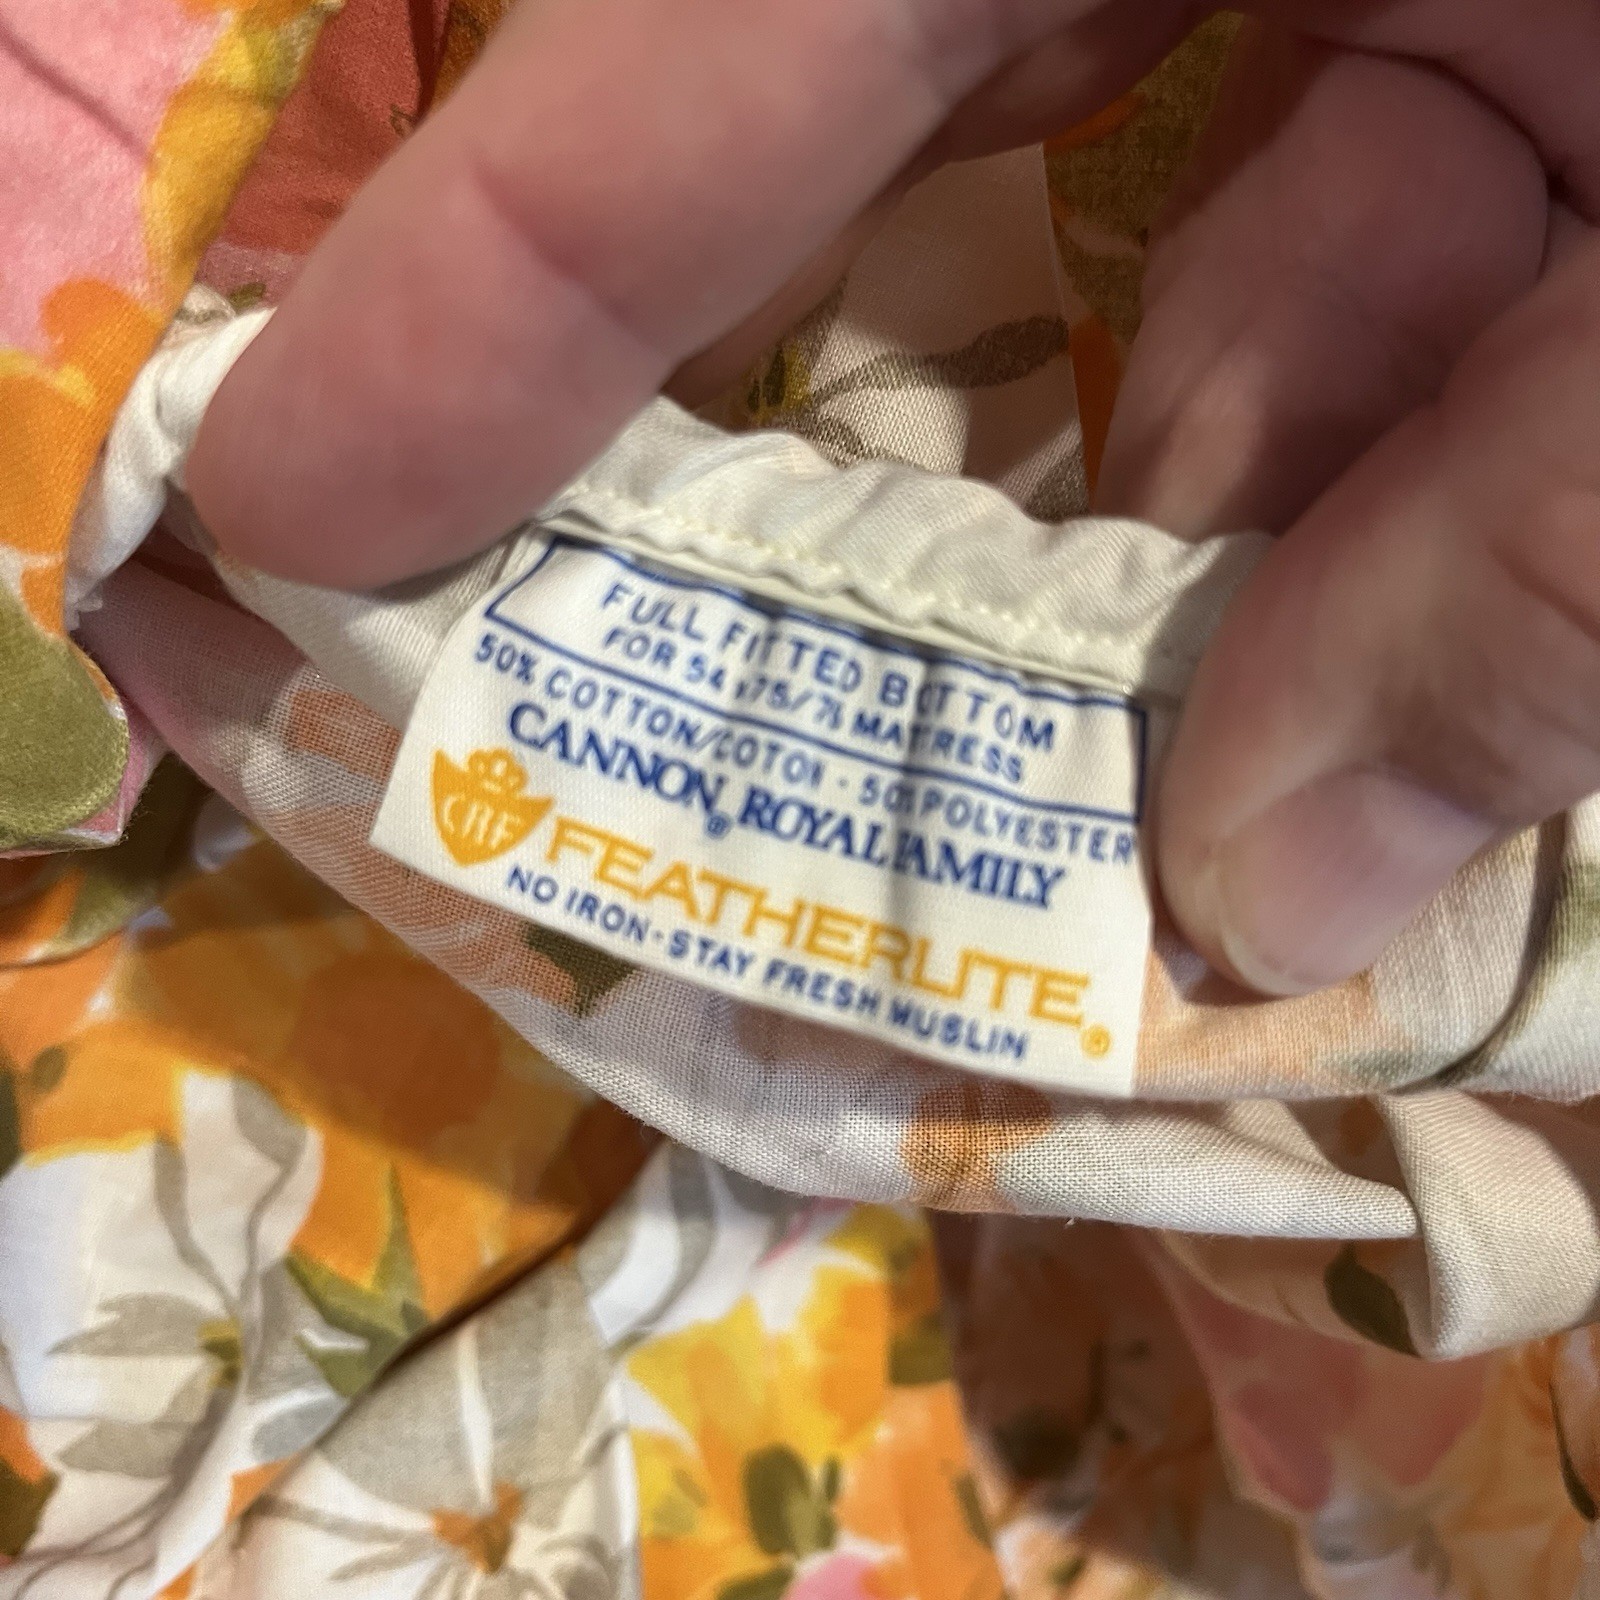 FULL FITTED BOTTOM
FOR 54 x 75/76 MATTRESS
50% COTTON/COTON - 50% POLYESTER
CANNON® ROYAL FAMILY
CRF FEATHERLITE®
NO IRON-STAY FRESH MUSLIN